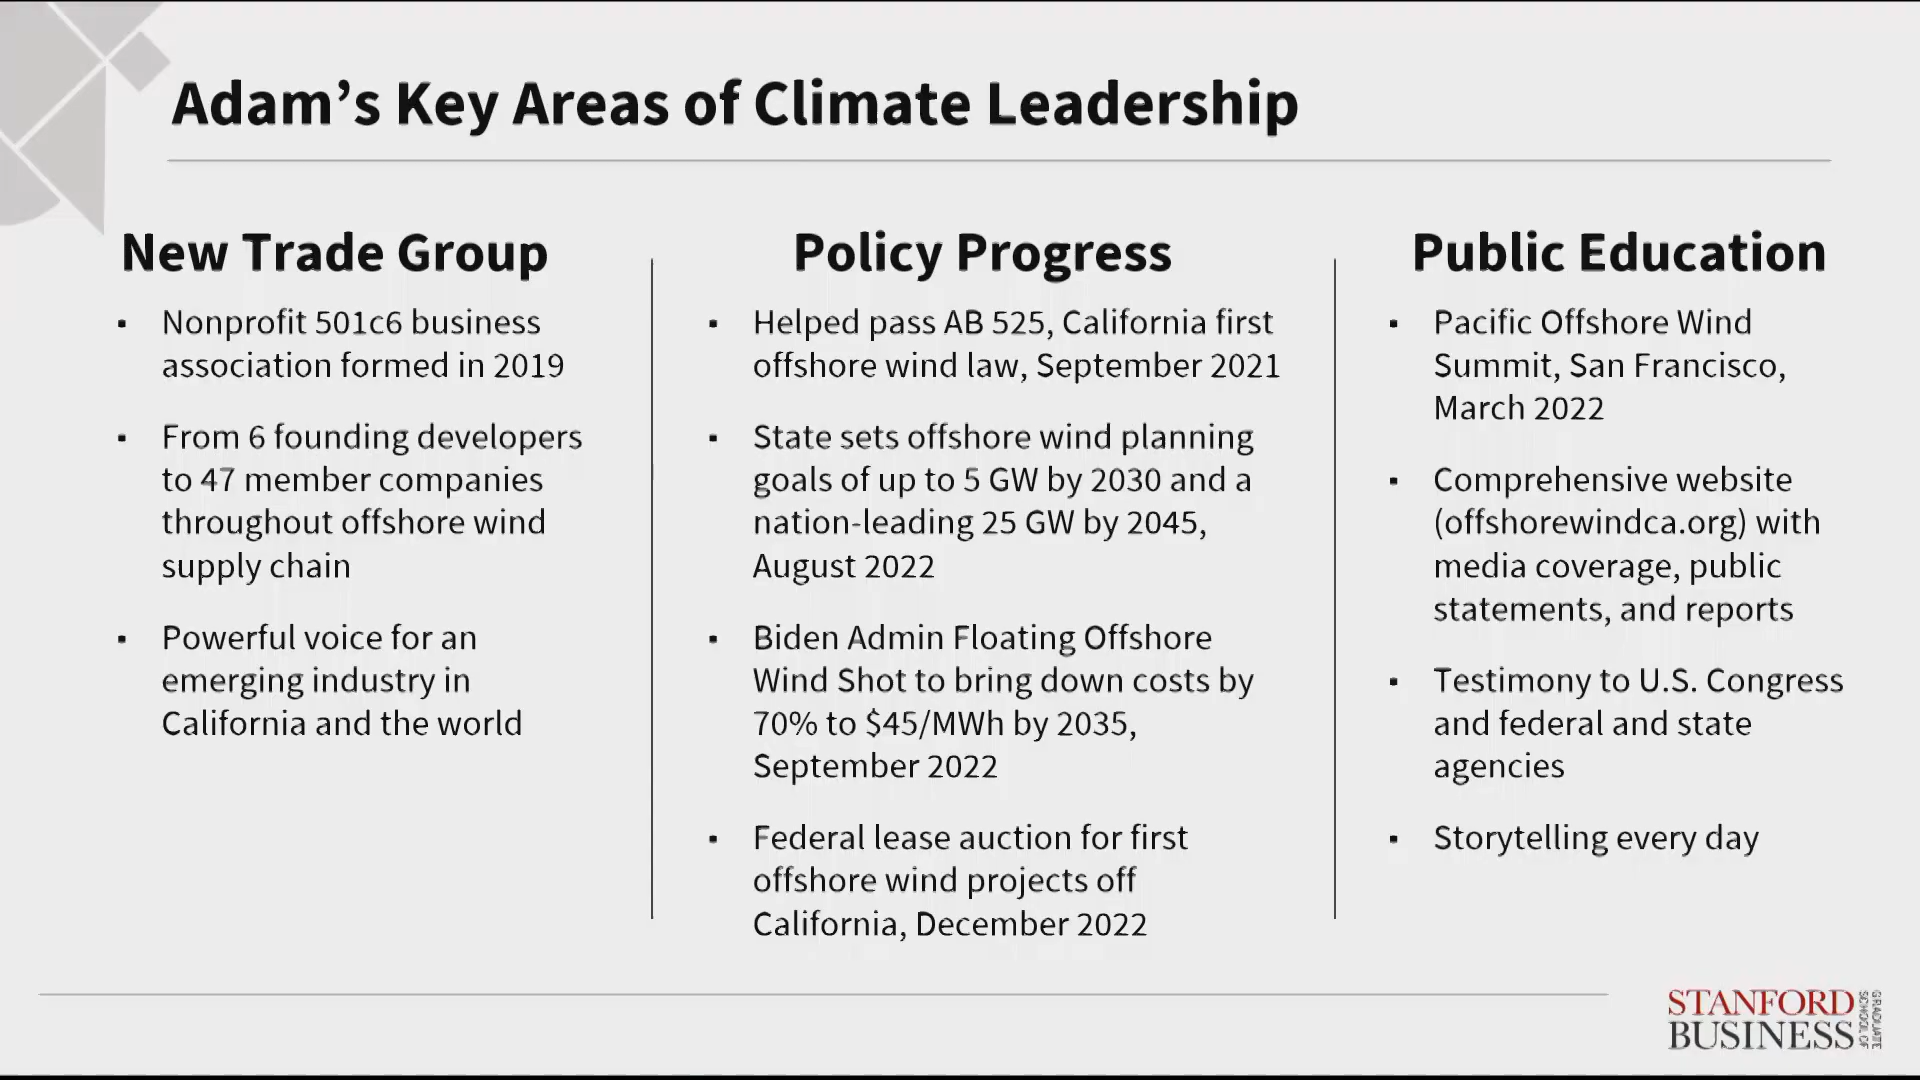 Adam’s Key Areas of Climate Leadership
New Trade Group
▪ Nonprofit 501c6 business
association formed in 2019
▪ From 6 founding developers
to 47 member companies
throughout offshore wind
supply chain
▪ Powerful voice for an
emerging industry in
California and the world
Policy Progress
▪ Helped pass AB 525, California first
offshore wind law, September 2021
▪ State sets offshore wind planning
goals of up to 5 GW by 2030 and a
nation-leading 25 GW by 2045,
August 2022
▪ Biden Admin Floating Offshore
Wind Shot to bring down costs by
70% to $45/MWh by 2035,
September 2022
▪ Federal lease auction for first
offshore wind projects off
California, December 2022
Public Education
▪ Pacific Offshore Wind
Summit, San Francisco,
March 2022
▪ Comprehensive website
(offshorewindca.org) with
media coverage, public
statements, and reports
▪ Testimony to U.S. Congress
and federal and state
agencies
▪ Storytelling every day
STANFORD
BUSINESS
GRADUATE
SCHOOL OF